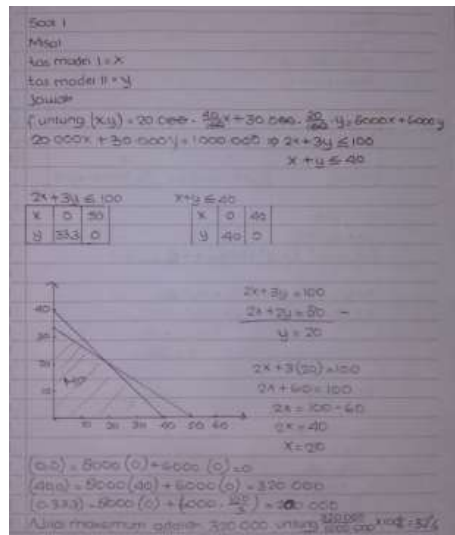 Soal 1
Misal
tas model I = x
tas model II = y
Jawab
f untung (x,y) = 20.000 · 40/100 x + 30.000 · 20/100 · y = 8000x + 6000y
20.000x + 30.000y = 1000.000 ⇒ 2x + 3y ≤ 100
x + y ≤ 40
2x + 3y ≤ 100 x+y ≤ 40
x 0 50 x 0 40
y 33.3 0 y 40 0
2x + 3y = 100
40 2x + 2y = 80 -
y = 20
30
20 2x + 3(20) = 100
HP 2x + 60 = 100
10 2x = 100 - 60
2x = 40
10 20 30 40 50 60 x = 20
(0,0) = 8000 (0) + 6000 (0) = 0
(40,0) = 8000 (40) + 6000 (0) = 320.000
(0,33.3) = 8000 (0) + (6000 · 100/3) = 200.000
Nilai maksimum adalah 320.000 untung 320.000/1000.000 x 100% = 32%